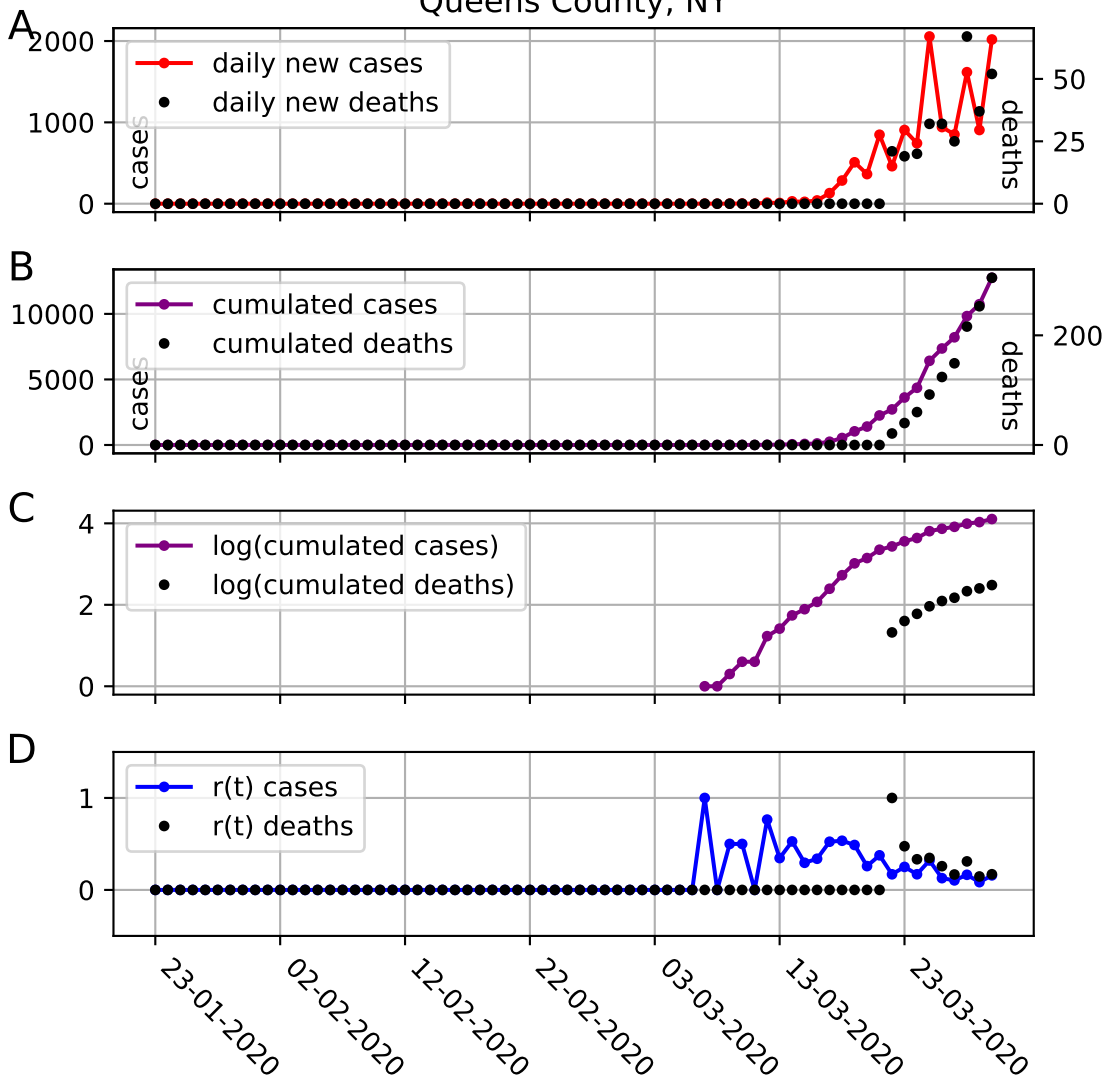 Queens County, NY
A
2000
1000
0
cases
daily new cases
daily new deaths
50
25
0
deaths
B
10000
5000
0
cases
cumulated cases
cumulated deaths
200
0
deaths
C
4
2
0
log(cumulated cases)
log(cumulated deaths)
D
1
0
r(t) cases
r(t) deaths
23-01-2020
02-02-2020
12-02-2020
22-02-2020
03-03-2020
13-03-2020
23-03-2020